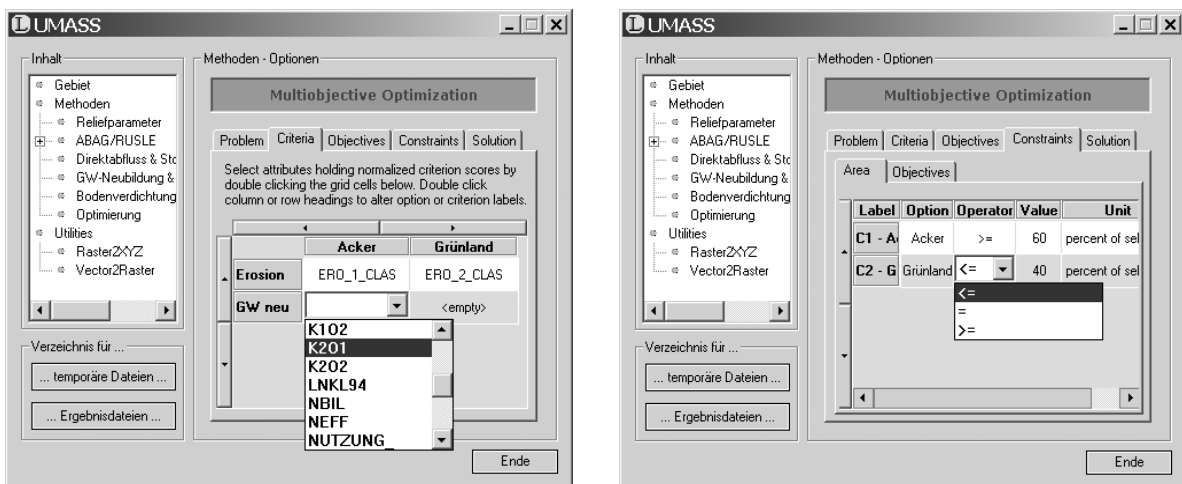 UMASS
Inhalt
Gebiet
Methoden
Reliefparameter
ABAG/RUSLE
Direktabfluss & Sto
GW-Neubildung &
Bodenverdichtung
Optimierung
Utilities
Raster2XYZ
Vector2Raster
Verzeichnis für ...
... temporäre Dateien ...
... Ergebnisdateien ...
Methoden - Optionen
Multiobjective Optimization
Problem Criteria Objectives Constraints Solution
Select attributes holding normalized criterion scores by
double clicking the grid cells below. Double click
column or row headings to alter option or criterion labels.
Acker Grünland
Erosion ERO_1_CLAS ERO_2_CLAS
GW neu <empty>
K1O2
K2O1
K2O2
LNKL94
NBIL
NEFF
NUTZUNG_
Ende
UMASS
Inhalt
Gebiet
Methoden
Reliefparameter
ABAG/RUSLE
Direktabfluss & Sto
GW-Neubildung &
Bodenverdichtung
Optimierung
Utilities
Raster2XYZ
Vector2Raster
Verzeichnis für ...
... temporäre Dateien ...
... Ergebnisdateien ...
Methoden - Optionen
Multiobjective Optimization
Problem Criteria Objectives Constraints Solution
Area Objectives
Label Option Operator Value Unit
C1 - A Acker >= 60 percent of sel
C2 - G Grünland <= 40 percent of sel
<=
=
>=
Ende